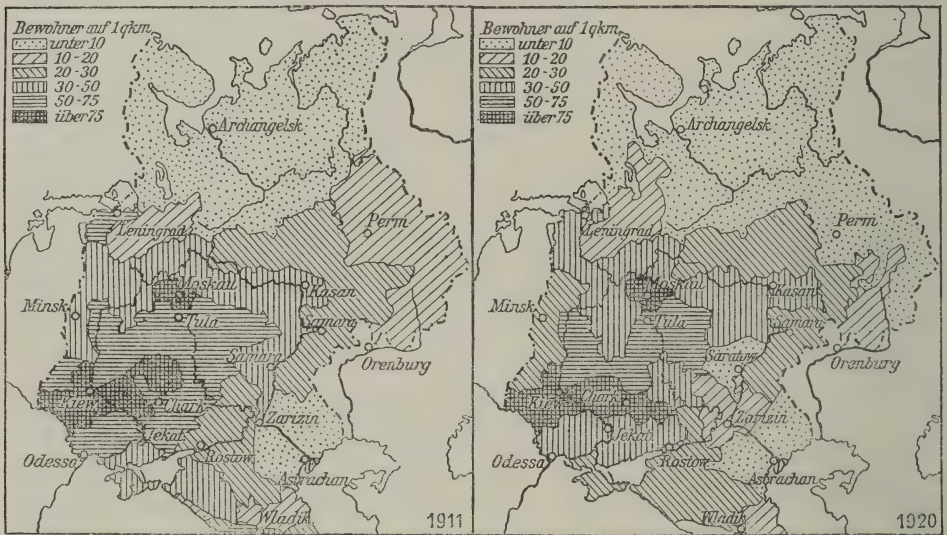 Bewohner auf 1 qkm
unter 10
10-20
20-30
30-50
50-75
über 75
Archangelsk
Leningrad
Perm
Moskau
Kasan
Minsk
Tula
Samara
Samara
Orenburg
Kiew
Chark.
Zarizin
Jekat.
Odessa
Rostow
Astrachan
Wladik.
1911
Bewohner auf 1 qkm
unter 10
10-20
20-30
30-50
50-75
über 75
Archangelsk
Leningrad
Perm
Moskau
Kasan
Minsk
Tula
Samara
Saratow
Orenburg
Kiew
Chark.
Zarizin
Jekat.
Odessa
Rostow
Astrachan
Wladik.
1920